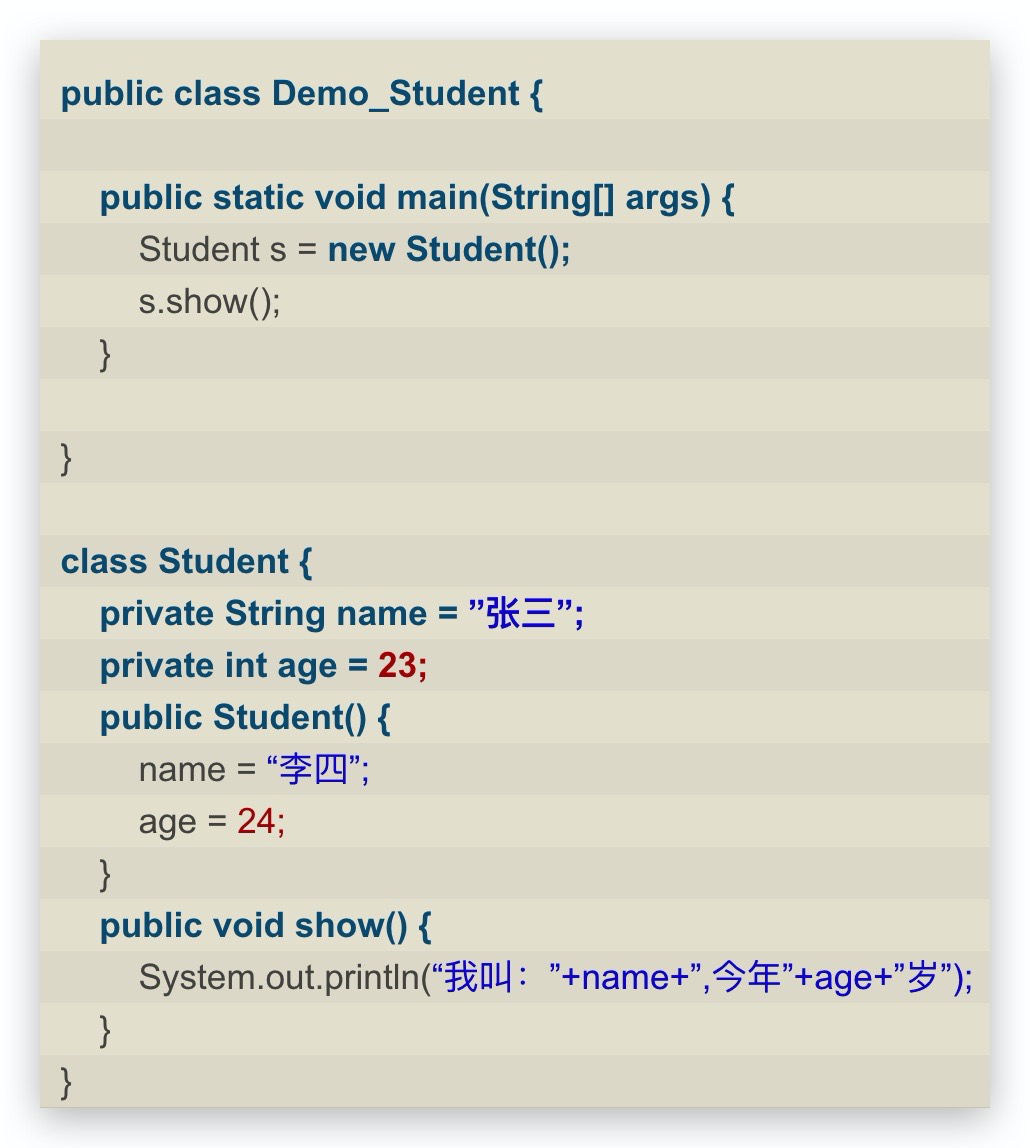 public class Demo_Student {
public static void main(String[] args) {
Student s = new Student();
s.show();
}
}
class Student {
private String name = ”张三”;
private int age = 23;
public Student() {
name = “李四”;
age = 24;
}
public void show() {
System.out.println(“我叫：”+name+”,今年”+age+”岁”);
}
}